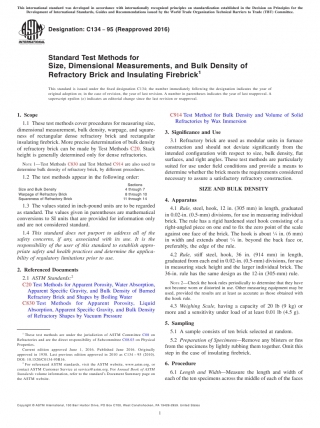 This international standard was developed in accordance with internationally recognized principles on standardization established in the Decision on Principles for the
Development of International Standards, Guides and Recommendations issued by the World Trade Organization Technical Barriers to Trade (TBT) Committee.
Designation: C134 − 95 (Reapproved 2016)
Standard Test Methods for
Size, Dimensional Measurements, and Bulk Density of
Refractory Brick and Insulating Firebrick1
This standard is issued under the fixed designation C134; the number immediately following the designation indicates the year of
original adoption or, in the case of revision, the year of last revision. A number in parentheses indicates the year of last reapproval. A
superscript epsilon (´) indicates an editorial change since the last revision or reapproval.
1. Scope
1.1 These test methods cover procedures for measuring size,
dimensional measurement, bulk density, warpage, and square-
ness of rectangular dense refractory brick and rectangular
insulating firebrick. More precise determination of bulk density
of refractory brick can be made by Test Methods C20. Stack
height is generally determined only for dense refractories.
NOTE 1—Test Methods C830 and Test Method C914 are also used to
determine bulk density of refractory brick, by different procedures.
1.2 The test methods appear in the following order:
Sections
Size and Bulk Density 4 through 7
Warpage of Refractory Brick 8 through 10
Squareness of Refractory Brick 11 through 14
1.3 The values stated in inch-pound units are to be regarded
as standard. The values given in parentheses are mathematical
conversions to SI units that are provided for information only
and are not considered standard.
1.4 This standard does not purport to address all of the
safety concerns, if any, associated with its use. It is the
responsibility of the user of this standard to establish appro-
priate safety and health practices and determine the applica-
bility of regulatory limitations prior to use.
2. Referenced Documents
2.1 ASTM Standards:2
C20 Test Methods for Apparent Porosity, Water Absorption,
Apparent Specific Gravity, and Bulk Density of Burned
Refractory Brick and Shapes by Boiling Water
C830 Test Methods for Apparent Porosity, Liquid
Absorption, Apparent Specific Gravity, and Bulk Density
of Refractory Shapes by Vacuum Pressure
1 These test methods are under the jurisdiction of ASTM Committee C08 on
Refractories and are the direct responsibility of Subcommittee C08.03 on Physical
Properties.
Current edition approved June 1, 2016. Published June 2016. Originally
approved in 1938. Last previous edition approved in 2010 as C134 – 95 (2010).
DOI: 10.1520/C0134-95R16.
2 For referenced ASTM standards, visit the ASTM website, www.astm.org, or
contact ASTM Customer Service at service@astm.org. For Annual Book of ASTM
Standards volume information, refer to the standard's Document Summary page on
the ASTM website.
C914 Test Method for Bulk Density and Volume of Solid
Refractories by Wax Immersion
3. Significance and Use
3.1 Refractory brick are used as modular units in furnace
construction and should not deviate significantly from the
intended configuration with respect to size, bulk density, flat
surfaces, and right angles. These test methods are particularly
suited for use under field conditions and provide a means to
determine whether the brick meets the requirements considered
necessary to assure a satisfactory refractory construction.
SIZE AND BULK DENSITY
4. Apparatus
4.1 Rule, steel, hook, 12 in. (305 mm) in length, graduated
in 0.02-in. (0.5-mm) divisions, for use in measuring individual
brick. The rule has a rigid hardened steel hook consisting of a
right-angled piece on one end to fix the zero point of the scale
against one face of the brick. The hook is about 1⁄4 in. (6 mm)
in width and extends about 1⁄4 in. beyond the back face or,
preferably, the edge of the rule.
4.2 Rule, stiff steel, hook, 36 in. (914 mm) in length,
graduated from each end in 0.02-in. (0.5-mm) divisions, for use
in measuring stack height and the larger individual brick. The
36-in. rule has the same design as the 12-in (305-mm) rule.
NOTE 2—Check the hook rules periodically to determine that they have
not become worn or distorted in use. Other measuring equipment may be
used, provided the results are at least as accurate as those obtained with
the hook rule.
4.3 Weighing Scale, having a capacity of 20 lb (9 kg) or
more and a sensitivity under load of at least 0.01 lb (4.5 g).
5. Sampling
5.1 A sample consists of ten brick selected at random.
5.2 Preparation of Specimens—Remove any blisters or fins
from the specimens by lightly rubbing them together. Omit this
step in the case of insulating firebrick.
6. Procedure
6.1 Length and Width—Measure the length and width of
each of the ten specimens across the middle of each of the faces
Copyright © ASTM International, 100 Barr Harbor Drive, PO Box C700, West Conshohocken, PA 19428-2959. United States
1